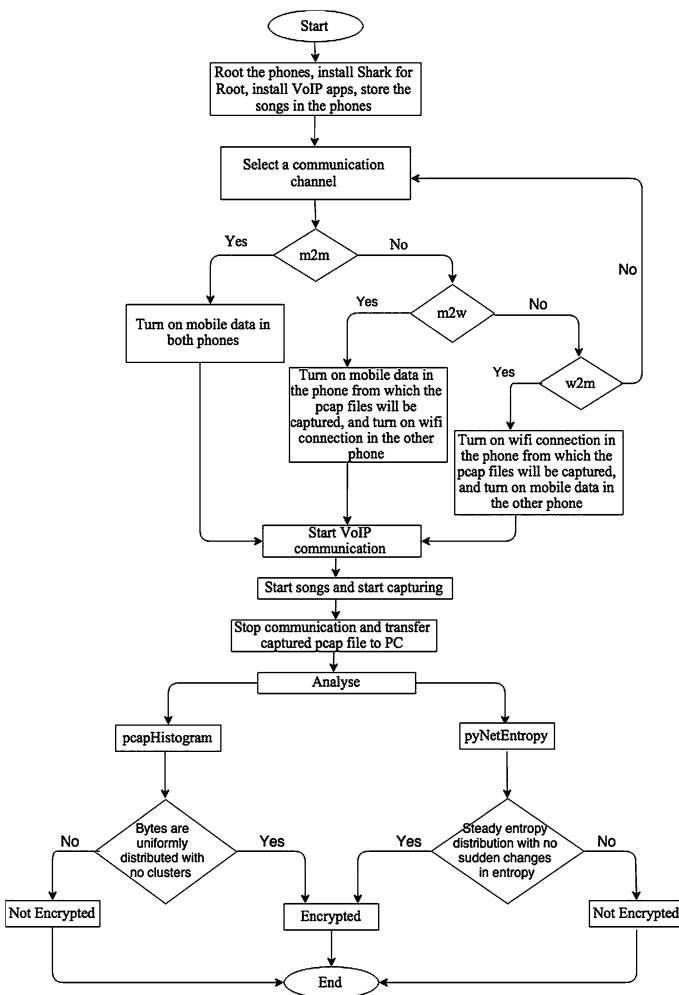 Start
Root the phones, install Shark for
Root, install VoIP apps, store the
songs in the phones
Select a communication
channel
Yes
m2m
No
No
Yes
m2w
No
Turn on mobile data in
both phones
Yes
w2m
Turn on mobile data in
the phone from which the
pcap files will be
captured, and turn on wifi
connection in the other
phone
Turn on wifi connection in
the phone from which the
pcap files will be captured,
and turn on mobile data in
the other phone
Start VoIP
communication
Start songs and start capturing
Stop communication and transfer
captured pcap file to PC
Analyse
pcapHistogram
pyNetEntropy
No
Bytes are
uniformly
distributed with
no clusters
Yes
Yes
Steady entropy
distribution with no
sudden changes
in entropy
No
Not Encrypted
Encrypted
Not Encrypted
End